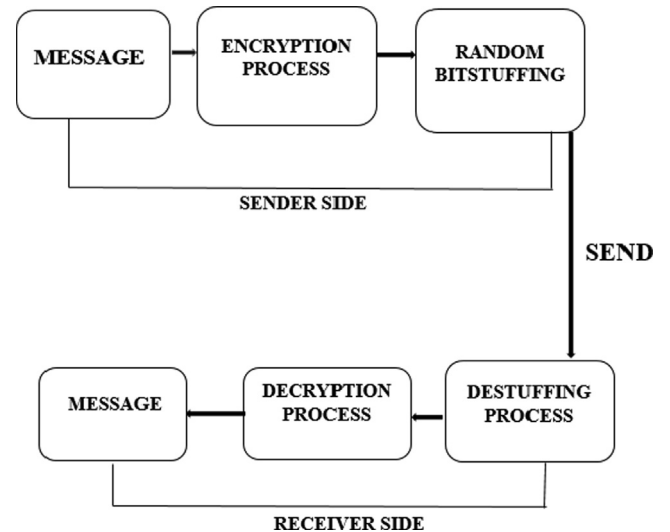 MESSAGE
ENCRYPTION
PROCESS
RANDOM
BITSTUFFING
SENDER SIDE
SEND
MESSAGE
DECRYPTION
PROCESS
DESTUFFING
PROCESS
RECEIVER SIDE